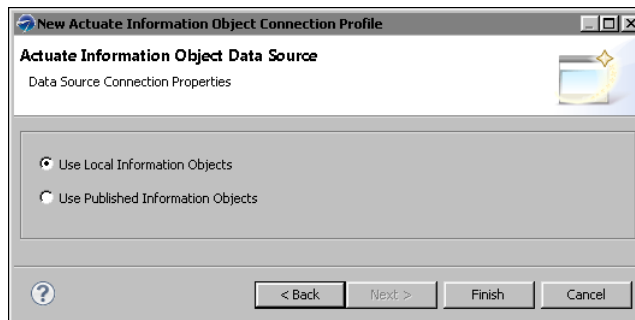 New Actuate Information Object Connection Profile
Actuate Information Object Data Source
Data Source Connection Properties
Use Local Information Objects
Use Published Information Objects
?
< Back
Next >
Finish
Cancel